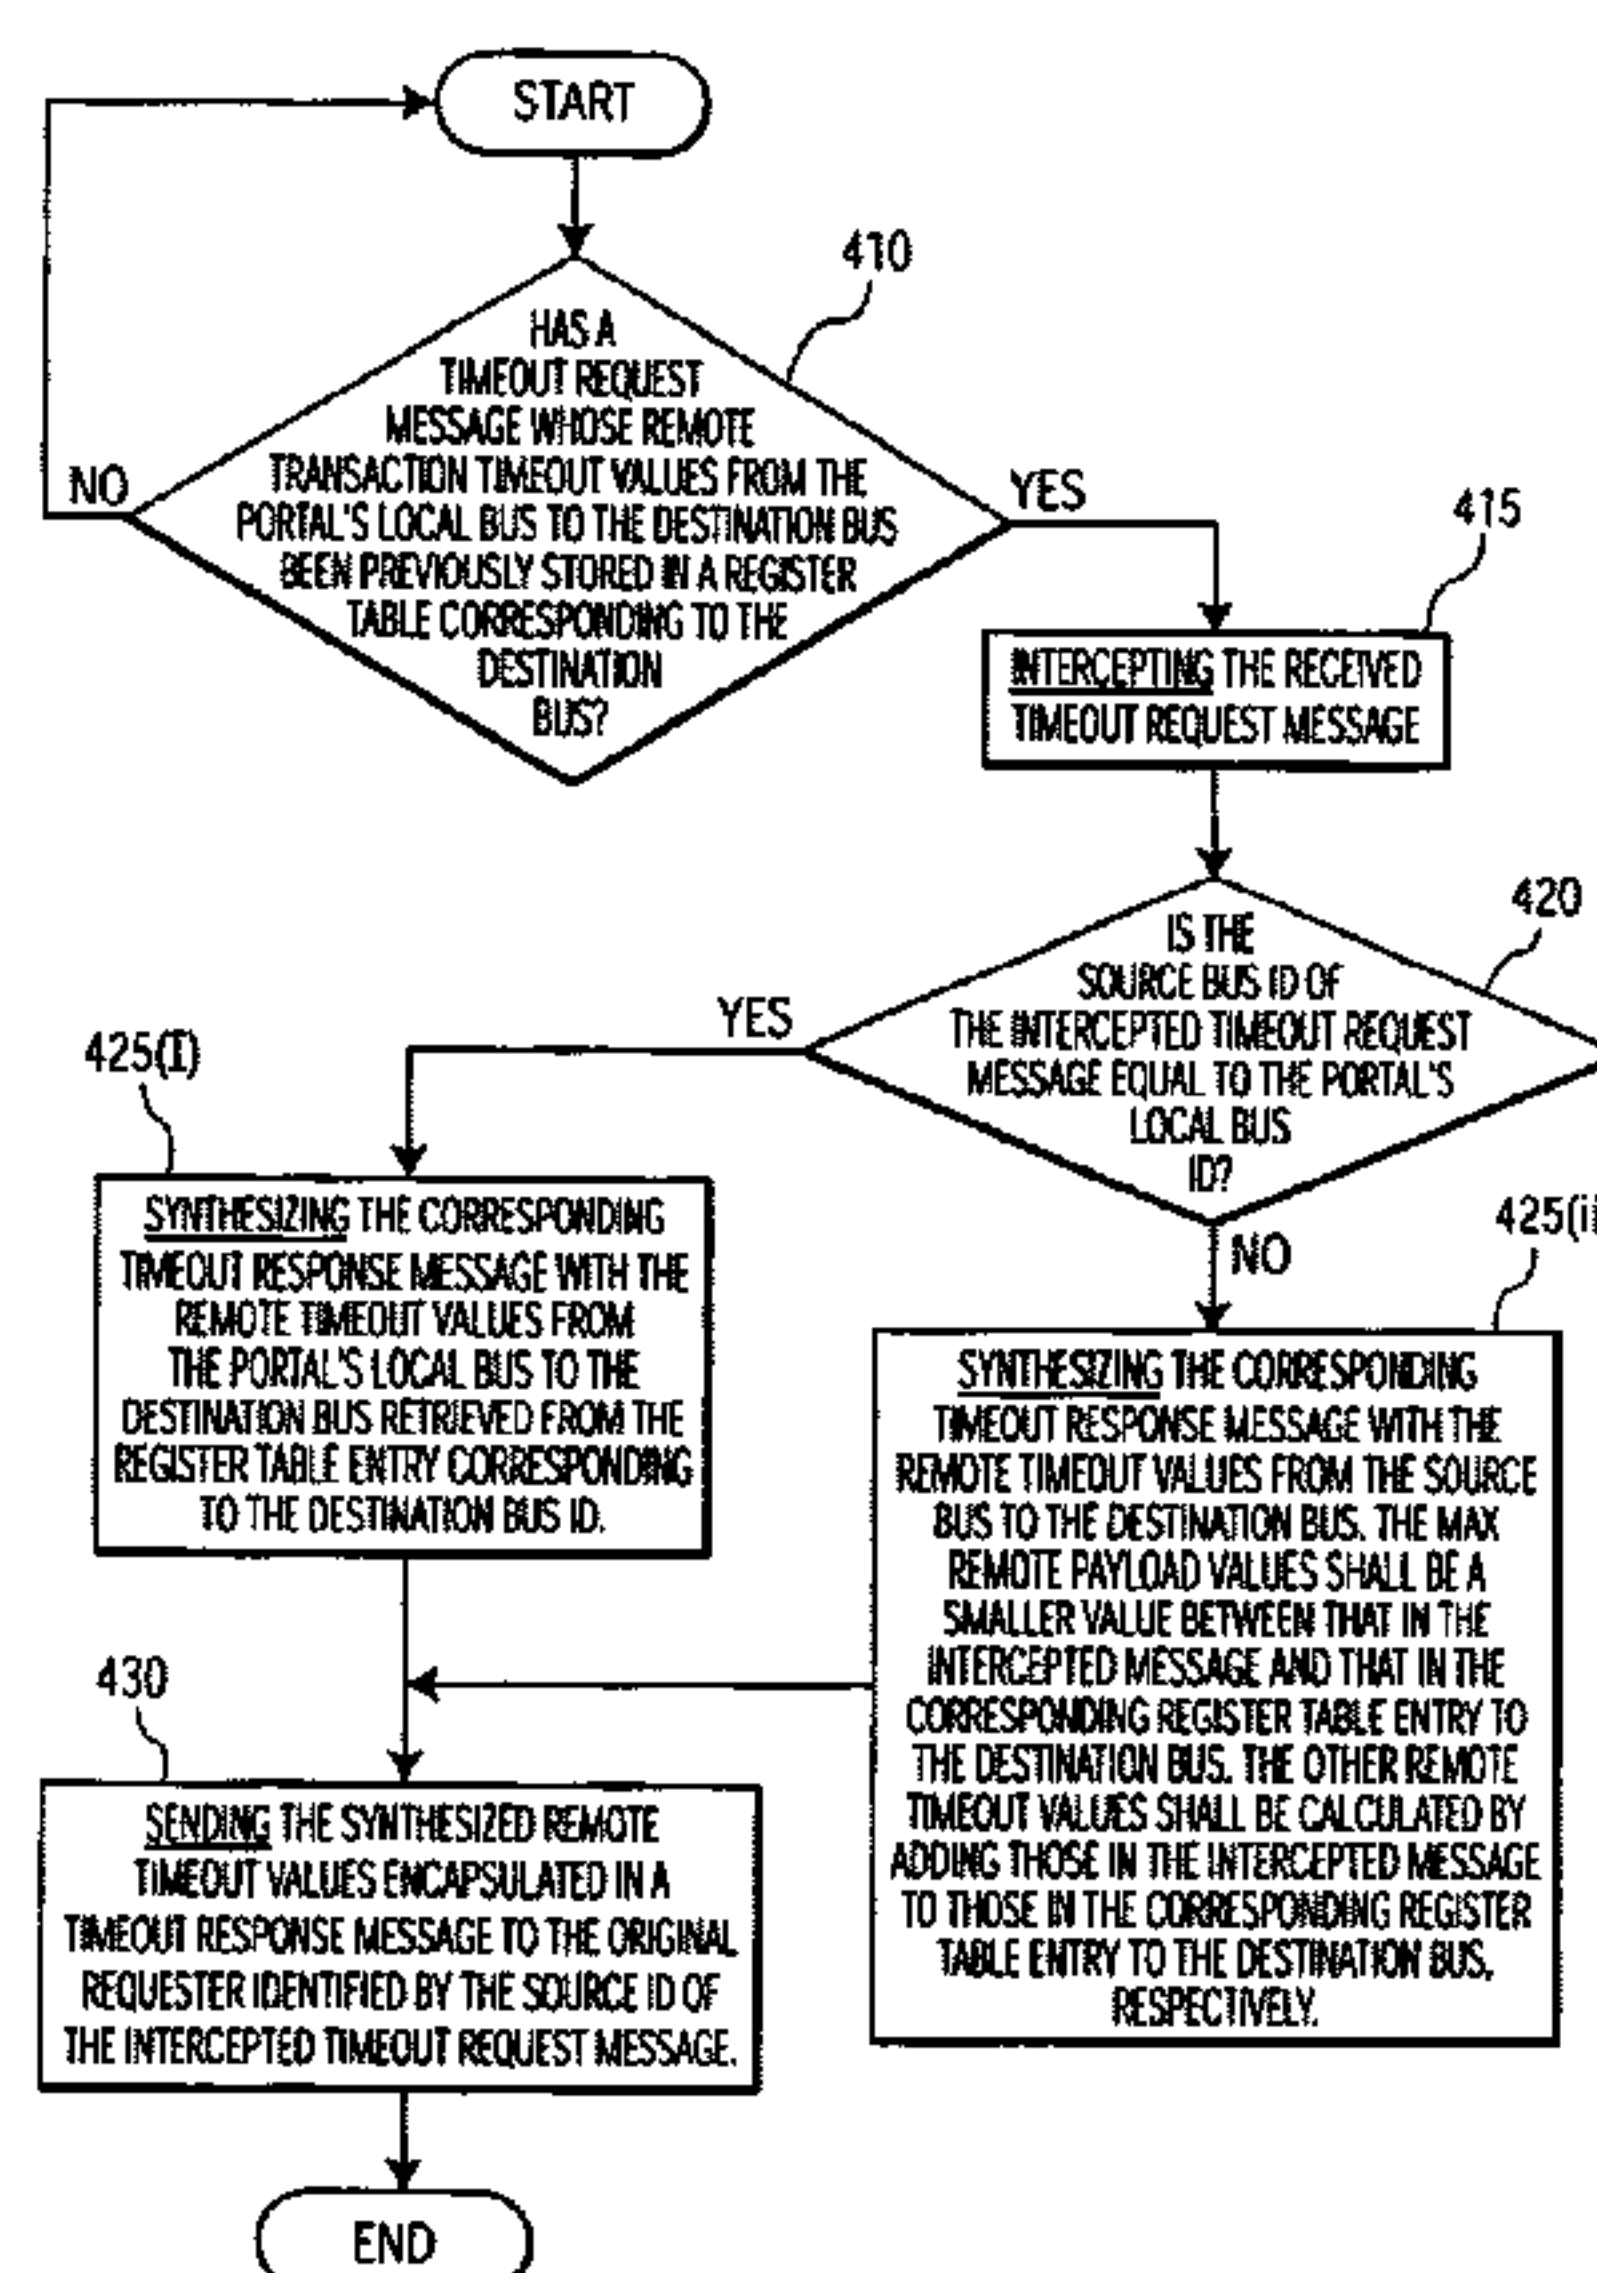 START
410
HAS A
TIMEOUT REQUEST
MESSAGE WHOSE REMOTE
TRANSACTION TIMEOUT VALUES FROM THE
PORTAL'S LOCAL BUS TO THE DESTINATION BUS
BEEN PREVIOUSLY STORED IN A REGISTER
TABLE CORRESPONDING TO THE
DESTINATION
BUS?
NO
YES
415
INTERCEPTING THE RECEIVED
TIMEOUT REQUEST MESSAGE
420
IS THE
SOURCE BUS ID OF
THE INTERCEPTED TIMEOUT REQUEST
MESSAGE EQUAL TO THE PORTAL'S
LOCAL BUS
ID?
YES
NO
425(I)
SYNTHESIZING THE CORRESPONDING
TIMEOUT RESPONSE MESSAGE WITH THE
REMOTE TIMEOUT VALUES FROM
THE PORTAL'S LOCAL BUS TO THE
DESTINATION BUS RETRIEVED FROM THE
REGISTER TABLE ENTRY CORRESPONDING
TO THE DESTINATION BUS ID.
425(ii
SYNTHESIZING THE CORRESPONDING
TIMEOUT RESPONSE MESSAGE WITH THE
REMOTE TIMEOUT VALUES FROM THE SOURCE
BUS TO THE DESTINATION BUS. THE MAX
REMOTE PAYLOAD VALUES SHALL BE A
SMALLER VALUE BETWEEN THAT IN THE
INTERCEPTED MESSAGE AND THAT IN THE
CORRESPONDING REGISTER TABLE ENTRY TO
THE DESTINATION BUS. THE OTHER REMOTE
TIMEOUT VALUES SHALL BE CALCULATED BY
ADDING THOSE IN THE INTERCEPTED MESSAGE
TO THOSE IN THE CORRESPONDING REGISTER
TABLE ENTRY TO THE DESTINATION BUS,
RESPECTIVELY.
430
SENDING THE SYNTHESIZED REMOTE
TIMEOUT VALUES ENCAPSULATED IN A
TIMEOUT RESPONSE MESSAGE TO THE ORIGINAL
REQUESTER IDENTIFIED BY THE SOURCE ID OF
THE INTERCEPTED TIMEOUT REQUEST MESSAGE.
END